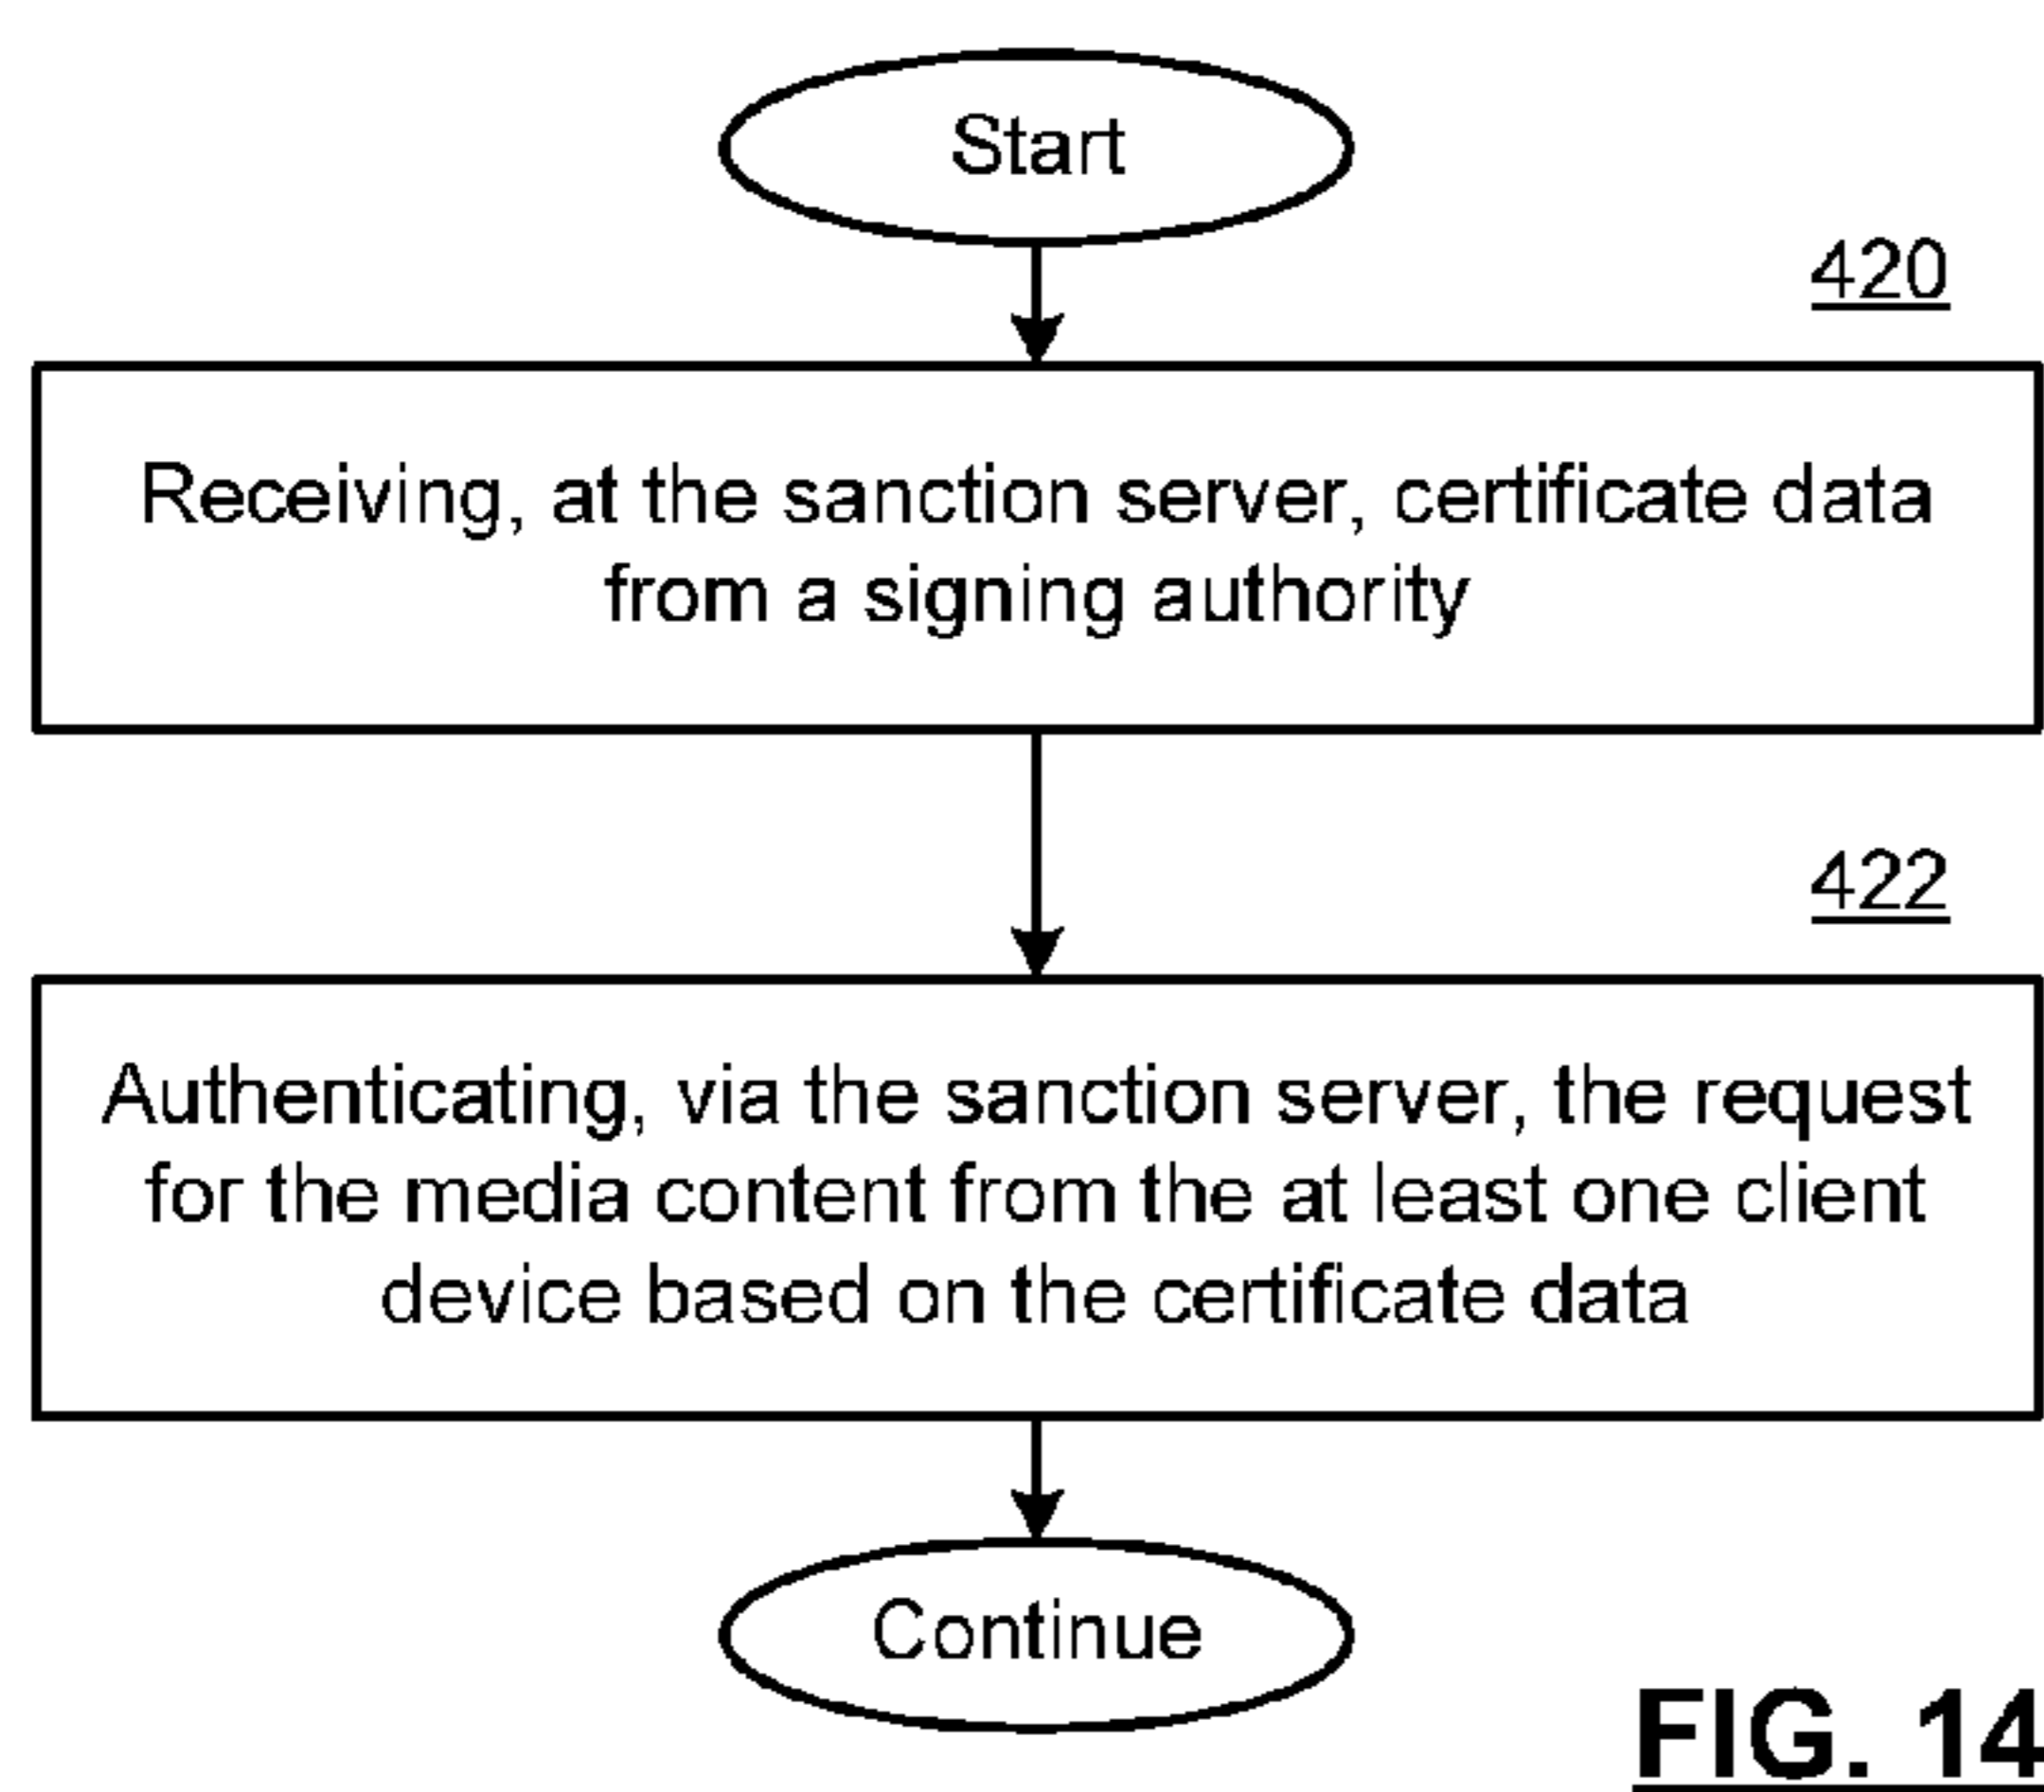 Start
420
Receiving, at the sanction server, certificate data
from a signing authority
422
Authenticating, via the sanction server, the request
for the media content from the at least one client
device based on the certificate data
Continue
FIG. 14